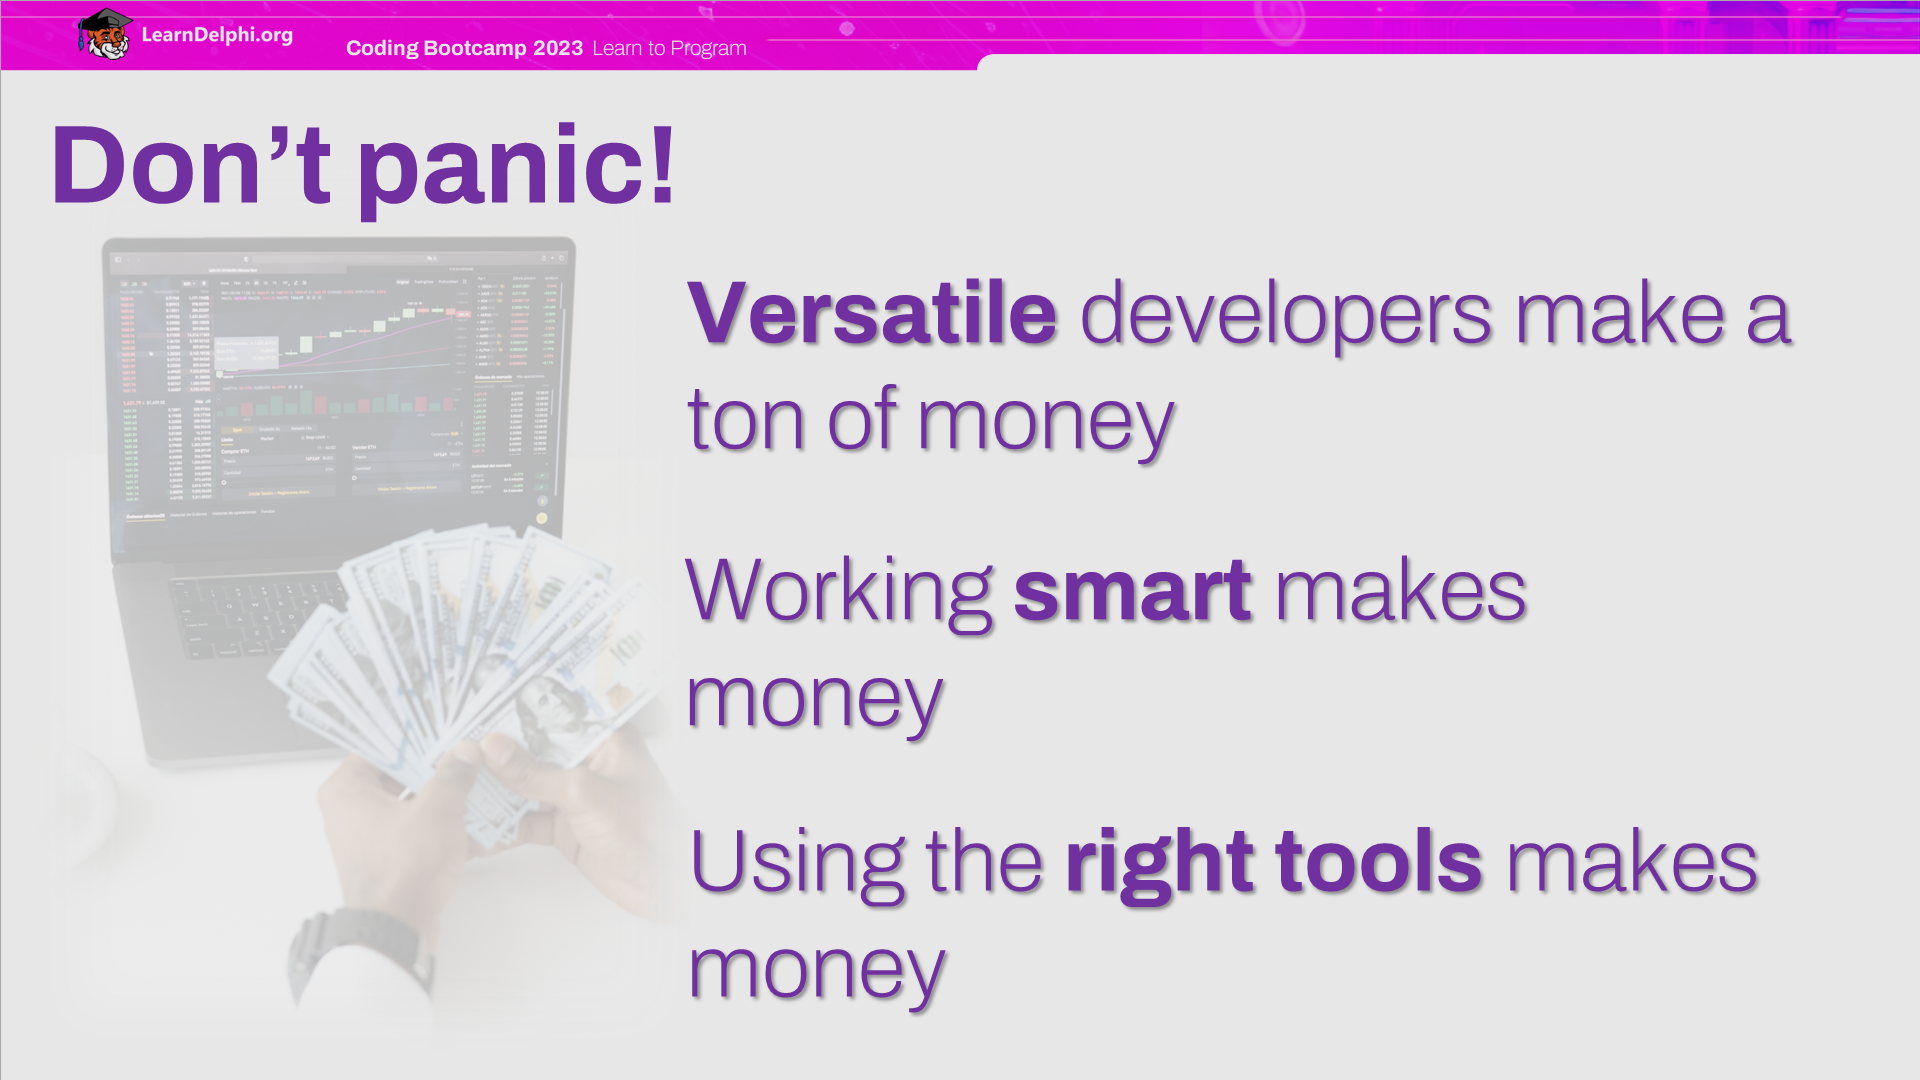 LearnDelphi.org
Coding Bootcamp 2023 Learn to Program
Don’t panic!
Versatile developers make a
ton of money
Working smart makes
money
Using the right tools makes
money